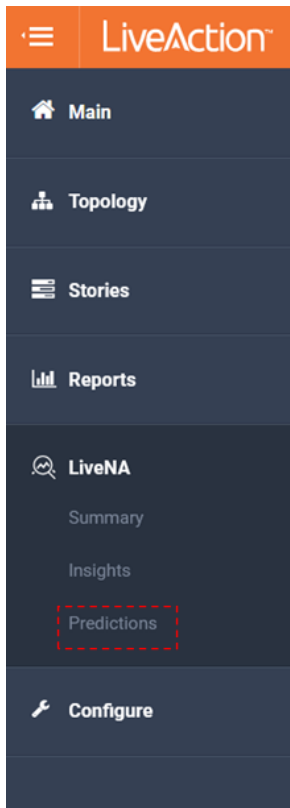 LiveAction™
Main
Topology
Stories
Reports
LiveNA
Summary
Insights
Predictions
Configure